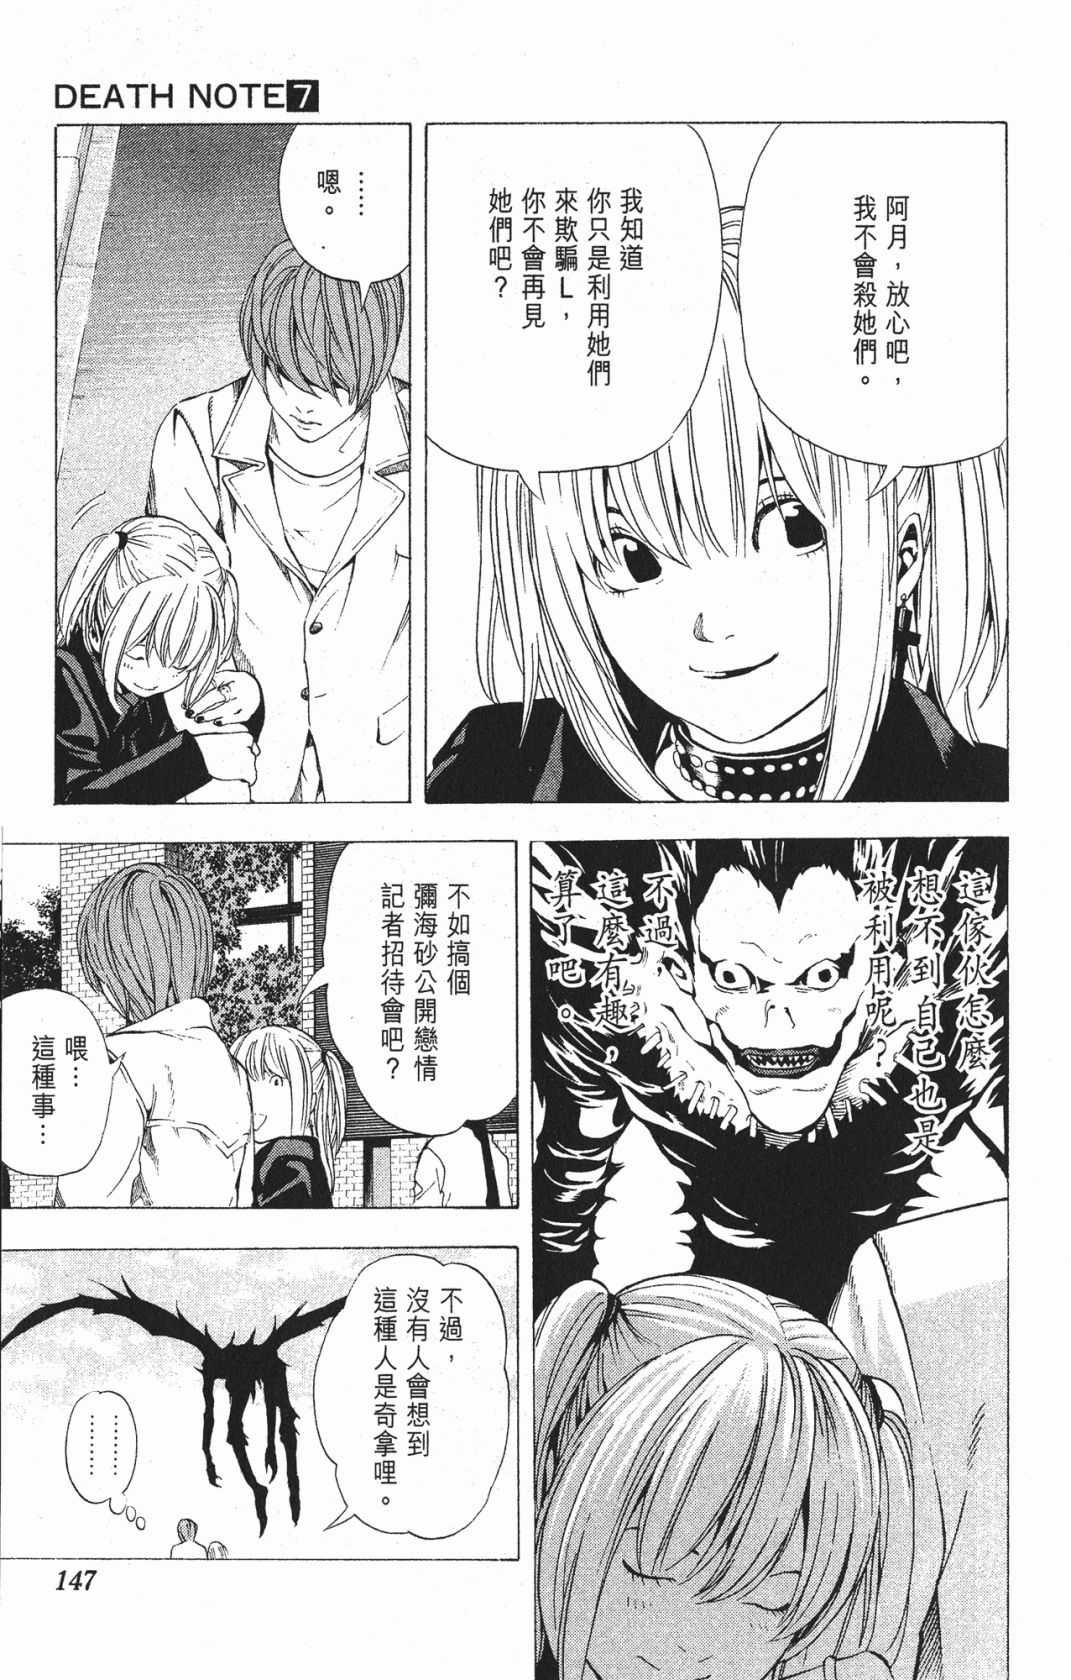 DEATH NOTE 7
阿月，放心吧，
我不會殺她們。
我知道
你只是利用她們
來欺騙L，
你不會再見
她們吧？
……
嗯。
這傢伙怎麼
想不到自己也是
被利用呢？
不過，
這麼有趣，
算了吧。
不如搞個
彌海砂公開戀情
記者招待會吧？
喂…
這種事…
不過，
沒有人會想到
這種人是奇拿哩。
………
147